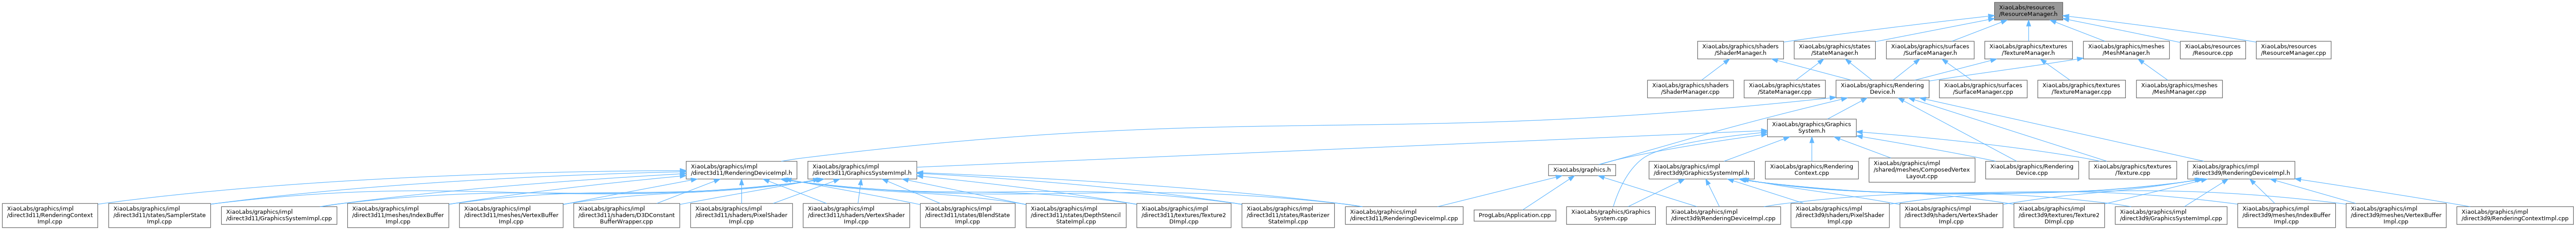 XiaoLabs/resources
/ResourceManager.h
XiaoLabs/graphics/shaders
/ShaderManager.h
XiaoLabs/graphics/states
/StateManager.h
XiaoLabs/graphics/surfaces
/SurfaceManager.h
XiaoLabs/graphics/textures
/TextureManager.h
XiaoLabs/graphics/meshes
/MeshManager.h
XiaoLabs/resources
/Resource.cpp
XiaoLabs/resources
/ResourceManager.cpp
XiaoLabs/graphics/shaders
/ShaderManager.cpp
XiaoLabs/graphics/states
/StateManager.cpp
XiaoLabs/graphics/Rendering
Device.h
XiaoLabs/graphics/surfaces
/SurfaceManager.cpp
XiaoLabs/graphics/textures
/TextureManager.cpp
XiaoLabs/graphics/meshes
/MeshManager.cpp
XiaoLabs/graphics/Graphics
System.h
XiaoLabs/graphics/impl
/direct3d11/RenderingDeviceImpl.h
XiaoLabs/graphics/impl
/direct3d11/GraphicsSystemImpl.h
XiaoLabs/graphics.h
XiaoLabs/graphics/impl
/direct3d9/GraphicsSystemImpl.h
XiaoLabs/graphics/Rendering
Context.cpp
XiaoLabs/graphics/impl
/shared/meshes/ComposedVertex
Layout.cpp
XiaoLabs/graphics/Rendering
Device.cpp
XiaoLabs/graphics/textures
/Texture.cpp
XiaoLabs/graphics/impl
/direct3d9/RenderingDeviceImpl.h
XiaoLabs/graphics/impl
/direct3d11/RenderingContext
Impl.cpp
XiaoLabs/graphics/impl
/direct3d11/states/SamplerState
Impl.cpp
XiaoLabs/graphics/impl
/direct3d11/GraphicsSystemImpl.cpp
XiaoLabs/graphics/impl
/direct3d11/meshes/IndexBuffer
Impl.cpp
XiaoLabs/graphics/impl
/direct3d11/meshes/VertexBuffer
Impl.cpp
XiaoLabs/graphics/impl
/direct3d11/shaders/D3DConstant
BufferWrapper.cpp
XiaoLabs/graphics/impl
/direct3d11/shaders/PixelShader
Impl.cpp
XiaoLabs/graphics/impl
/direct3d11/shaders/VertexShader
Impl.cpp
XiaoLabs/graphics/impl
/direct3d11/states/BlendState
Impl.cpp
XiaoLabs/graphics/impl
/direct3d11/states/DepthStencil
StateImpl.cpp
XiaoLabs/graphics/impl
/direct3d11/textures/Texture2
DImpl.cpp
XiaoLabs/graphics/impl
/direct3d11/states/Rasterizer
StateImpl.cpp
XiaoLabs/graphics/impl
/direct3d11/RenderingDeviceImpl.cpp
ProgLabs/Application.cpp
XiaoLabs/graphics/Graphics
System.cpp
XiaoLabs/graphics/impl
/direct3d9/RenderingDeviceImpl.cpp
XiaoLabs/graphics/impl
/direct3d9/shaders/PixelShader
Impl.cpp
XiaoLabs/graphics/impl
/direct3d9/shaders/VertexShader
Impl.cpp
XiaoLabs/graphics/impl
/direct3d9/textures/Texture2
DImpl.cpp
XiaoLabs/graphics/impl
/direct3d9/GraphicsSystemImpl.cpp
XiaoLabs/graphics/impl
/direct3d9/meshes/IndexBuffer
Impl.cpp
XiaoLabs/graphics/impl
/direct3d9/meshes/VertexBuffer
Impl.cpp
XiaoLabs/graphics/impl
/direct3d9/RenderingContextImpl.cpp